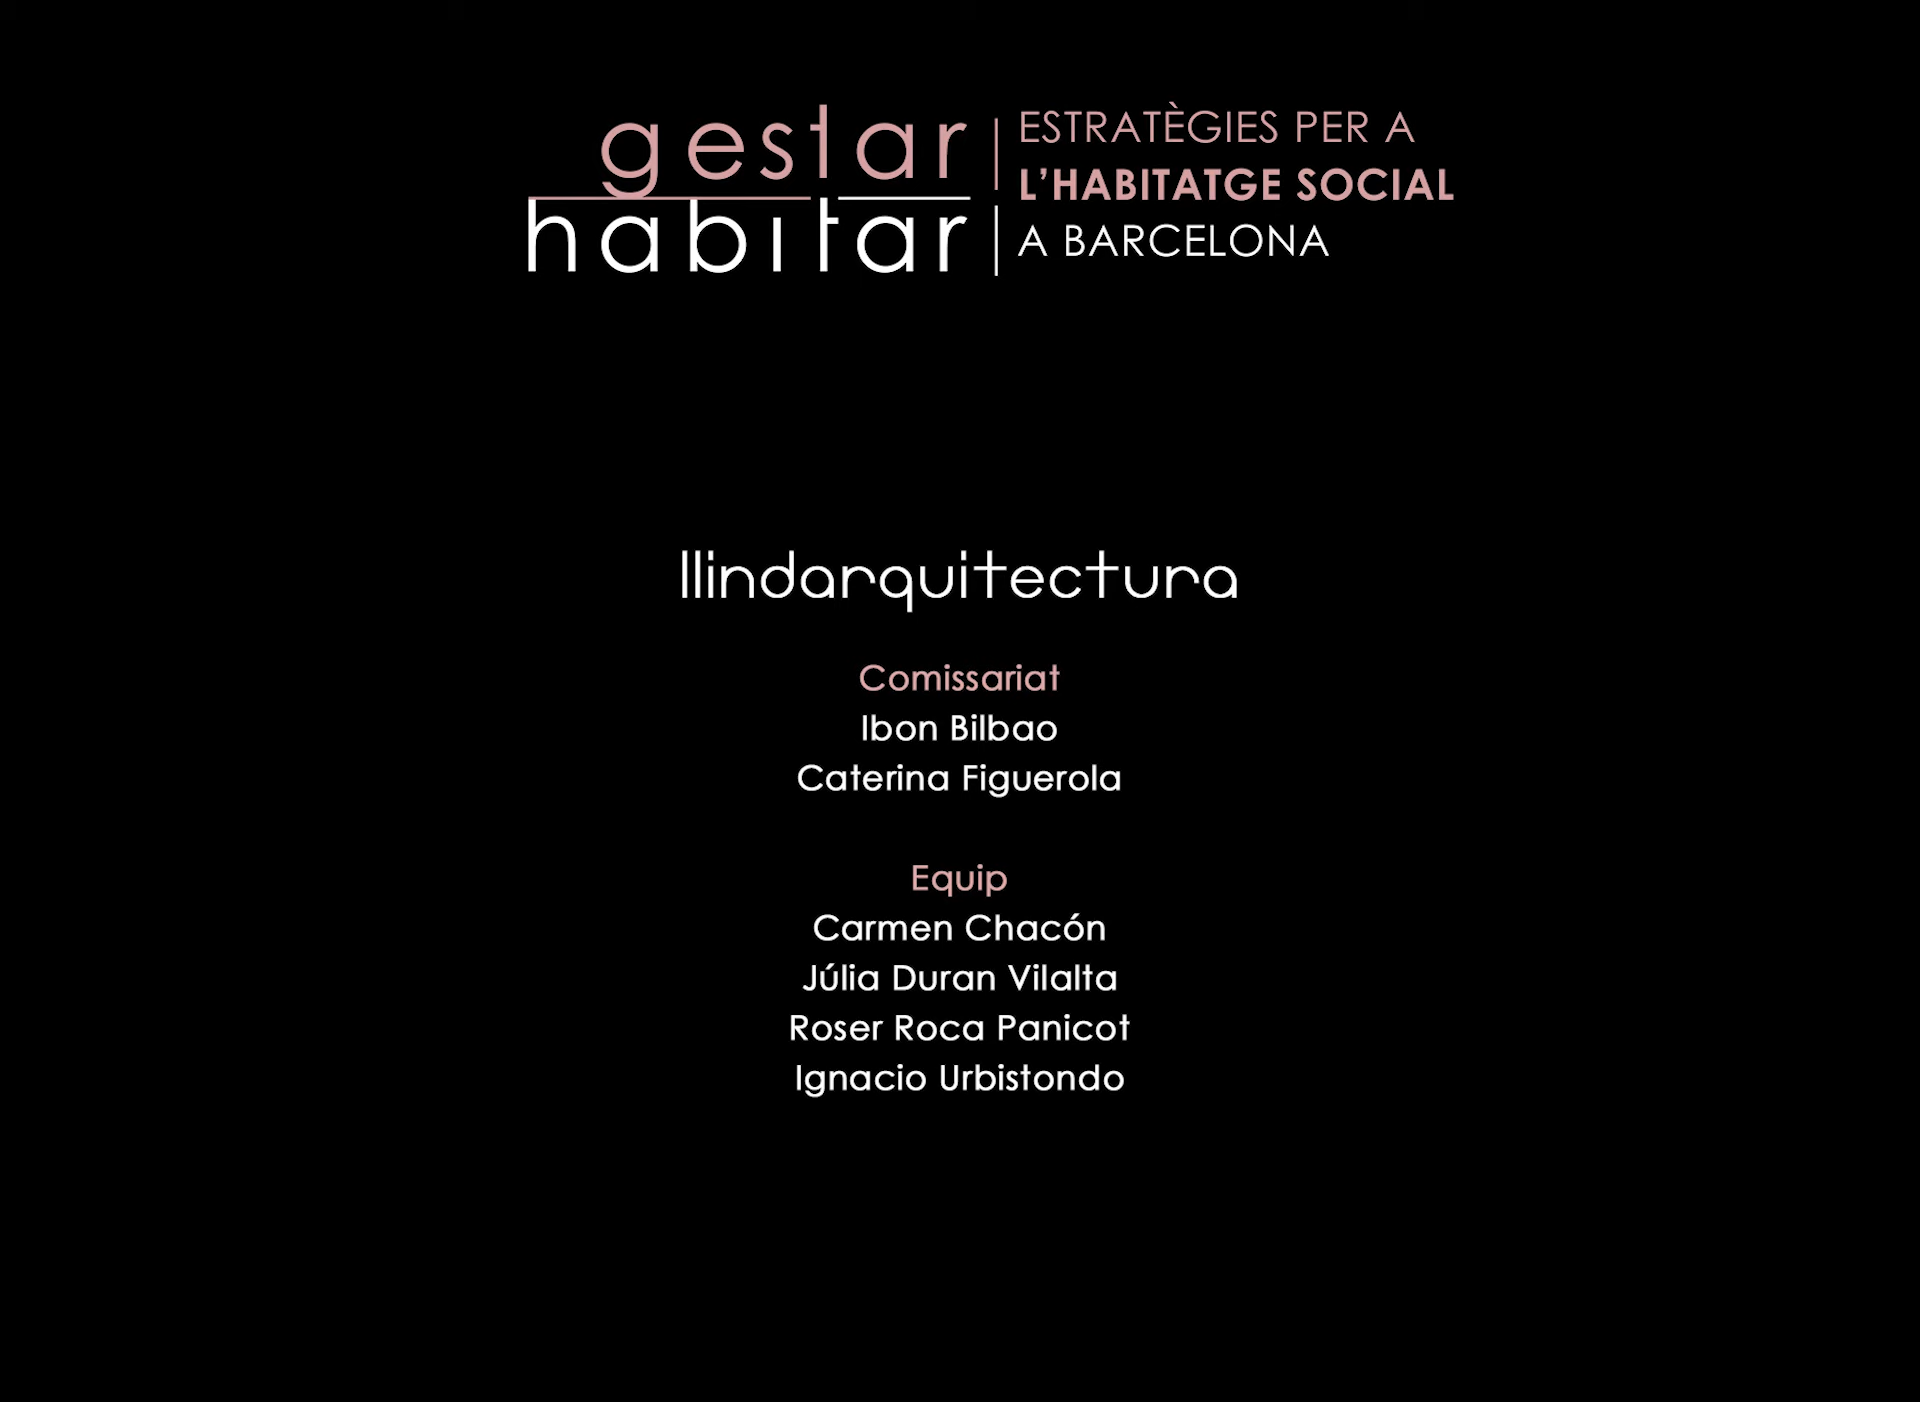 gestar
habitar
ESTRATÈGIES PER A
L’HABITATGE SOCIAL
A BARCELONA
llindarquitectura
Comissariat
Ibon Bilbao
Caterina Figuerola
Equip
Carmen Chacón
Júlia Duran Vilalta
Roser Roca Panicot
Ignacio Urbistondo